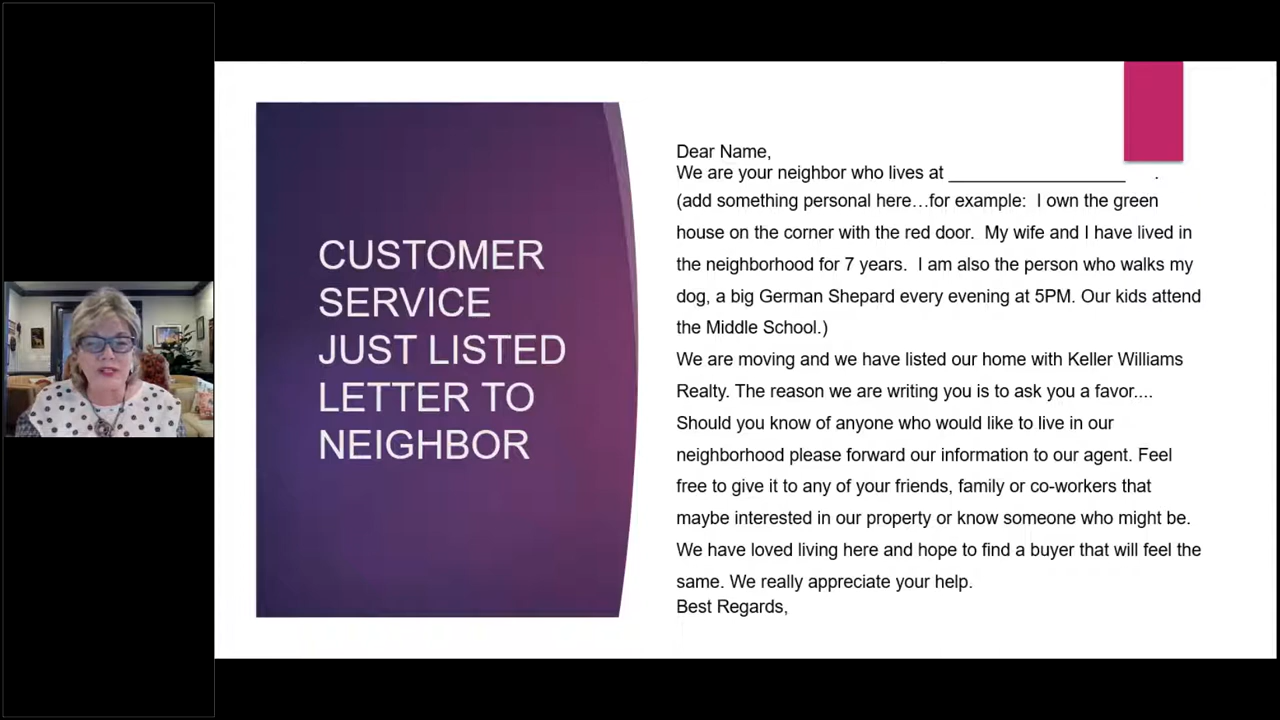 CUSTOMER
SERVICE
JUST LISTED
LETTER TO
NEIGHBOR
Dear Name,
We are your neighbor who lives at ___________________ .
(add something personal here…for example:  I own the green
house on the corner with the red door.  My wife and I have lived in
the neighborhood for 7 years.  I am also the person who walks my
dog, a big German Shepard every evening at 5PM. Our kids attend
the Middle School.)
We are moving and we have listed our home with Keller Williams
Realty. The reason we are writing you is to ask you a favor....
Should you know of anyone who would like to live in our
neighborhood please forward our information to our agent. Feel
free to give it to any of your friends, family or co-workers that
maybe interested in our property or know someone who might be.
We have loved living here and hope to find a buyer that will feel the
same. We really appreciate your help.
Best Regards,